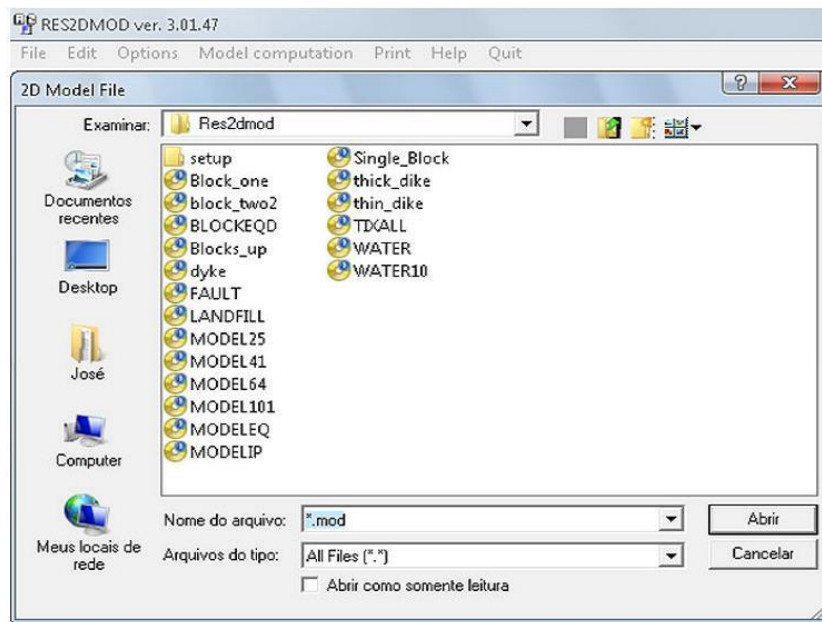 RES2DMOD ver. 3.01.47
File Edit Options Model computation Print Help Quit
2D Model File
Examinar: Res2dmod
Documentos
recentes
Desktop
José
Computer
Meus locais de
rede
setup
Block_one
block_two2
BLOCKEQD
Blocks_up
dyke
FAULT
LANDFILL
MODEL25
MODEL41
MODEL64
MODEL101
MODELEQ
MODELIP
Single_Block
thick_dike
thin_dike
TIXALL
WATER
WATER10
Nome do arquivo: *.mod Abrir
Arquivos do tipo: All Files (*.*) Cancelar
Abrir como somente leitura